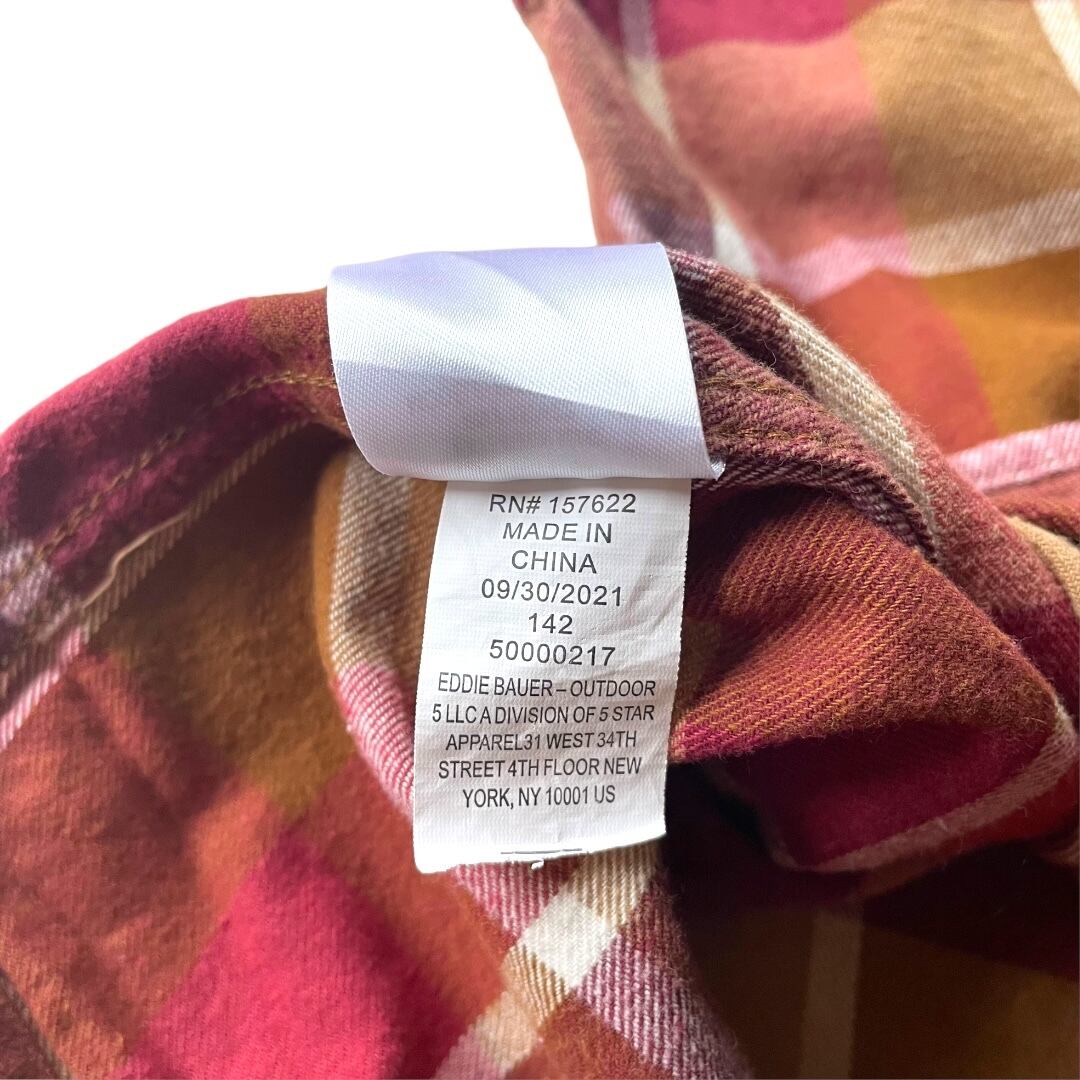 RN# 157622
MADE IN
CHINA
09/30/2021
142
50000217
EDDIE BAUER – OUTDOOR
5 LLC A DIVISION OF 5 STAR
APPAREL31 WEST 34TH
STREET 4TH FLOOR NEW
YORK, NY 10001 US